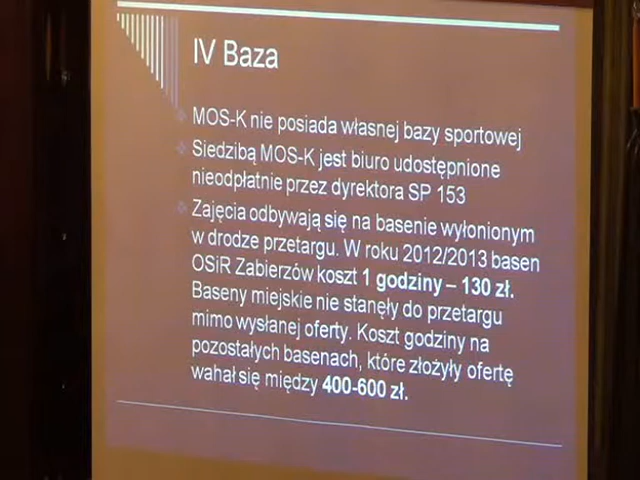 IV Baza
MOS-K nie posiada własnej bazy sportowej
Siedzibą MOS-K jest biuro udostępnione
nieodpłatnie przez dyrektora SP 153
Zajęcia odbywają się na basenie wyłonionym
w drodze przetargu. W roku 2012/2013 basen
OSiR Zabierzów koszt 1 godziny – 130 zł.
Baseny miejskie nie stanęły do przetargu
mimo wysłanej oferty. Koszt godziny na
pozostałych basenach, które złożyły ofertę
wahał się między 400-600 zł.